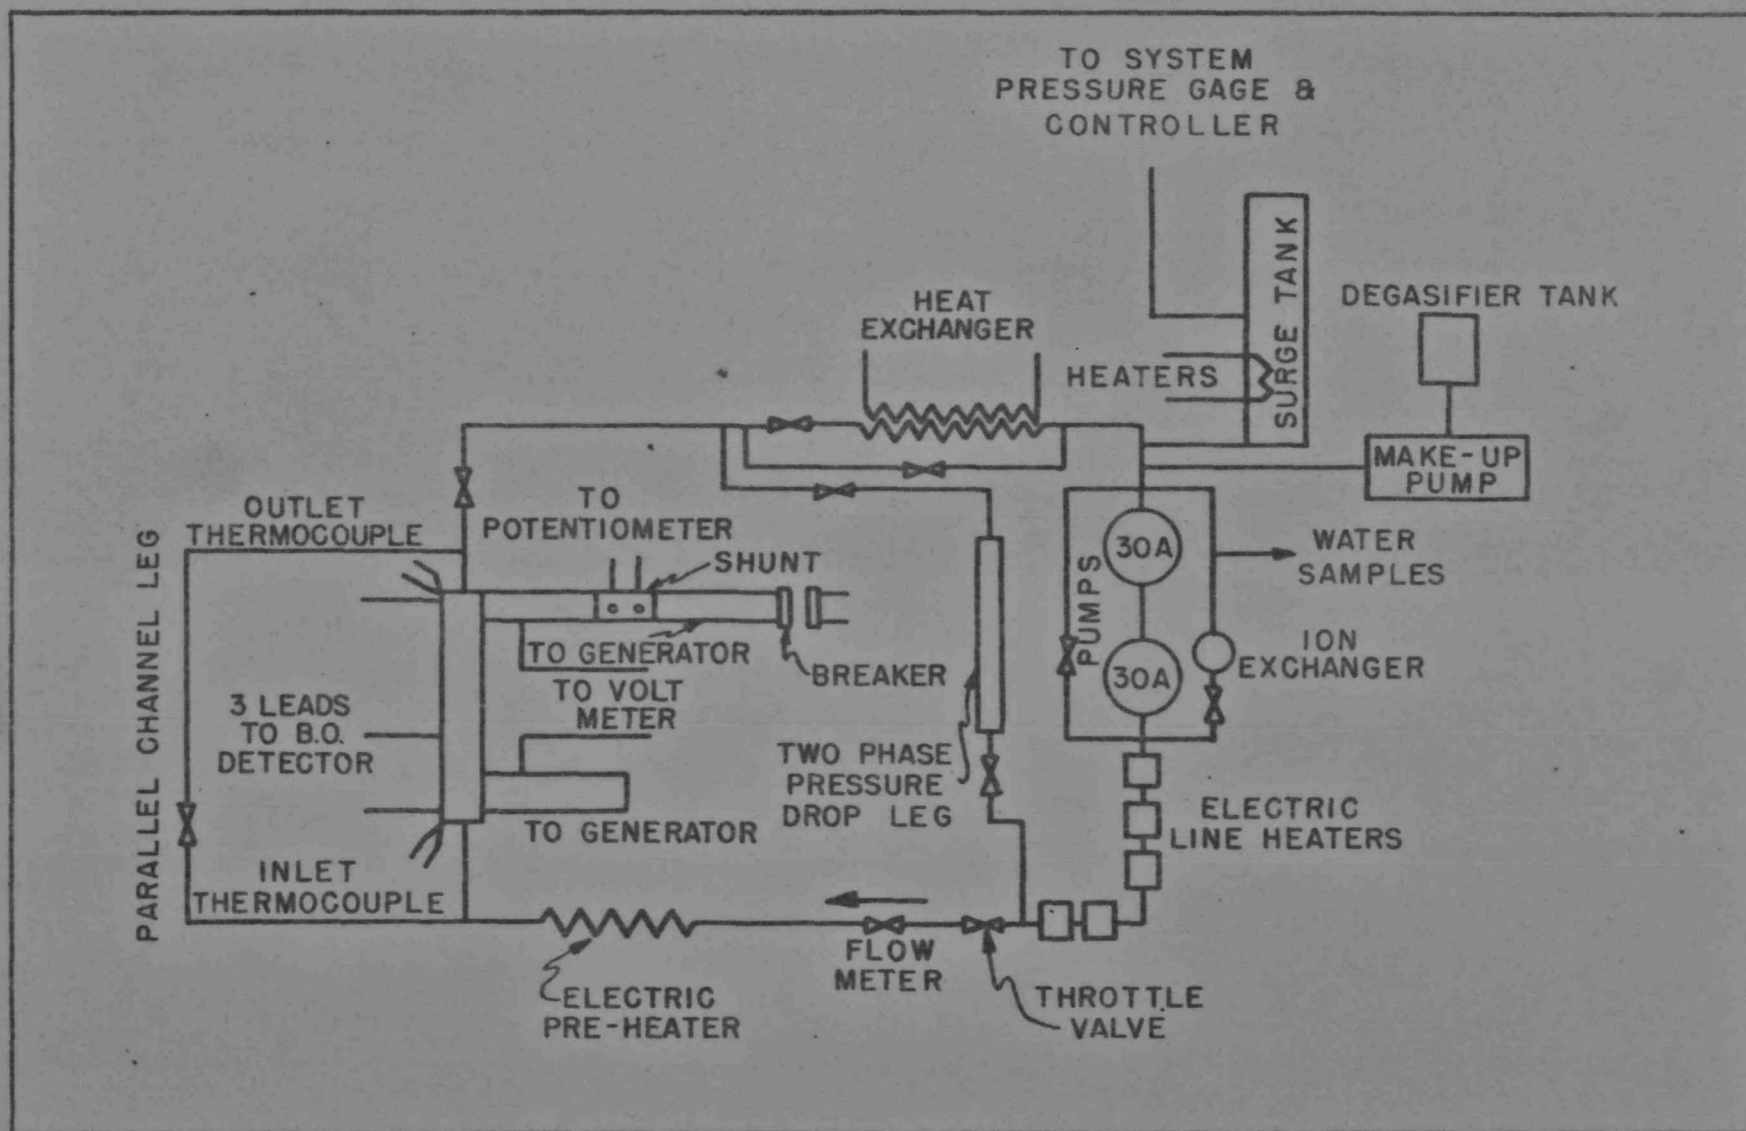 TO SYSTEM
PRESSURE GAGE &
CONTROLLER
SURGE TANK
DEGASIFIER TANK
HEAT
EXCHANGER
HEATERS
MAKE-UP
PUMP
OUTLET
THERMOCOUPLE
TO
POTENTIOMETER
SHUNT
30A
WATER
SAMPLES
PARALLEL CHANNEL LEG
PUMPS
TO GENERATOR
BREAKER
30A
ION
EXCHANGER
TO VOLT
METER
3 LEADS
TO B.O.
DETECTOR
TWO PHASE
PRESSURE
DROP LEG
ELECTRIC
LINE HEATERS
TO GENERATOR
INLET
THERMOCOUPLE
FLOW
METER
ELECTRIC
PRE-HEATER
THROTTLE
VALVE